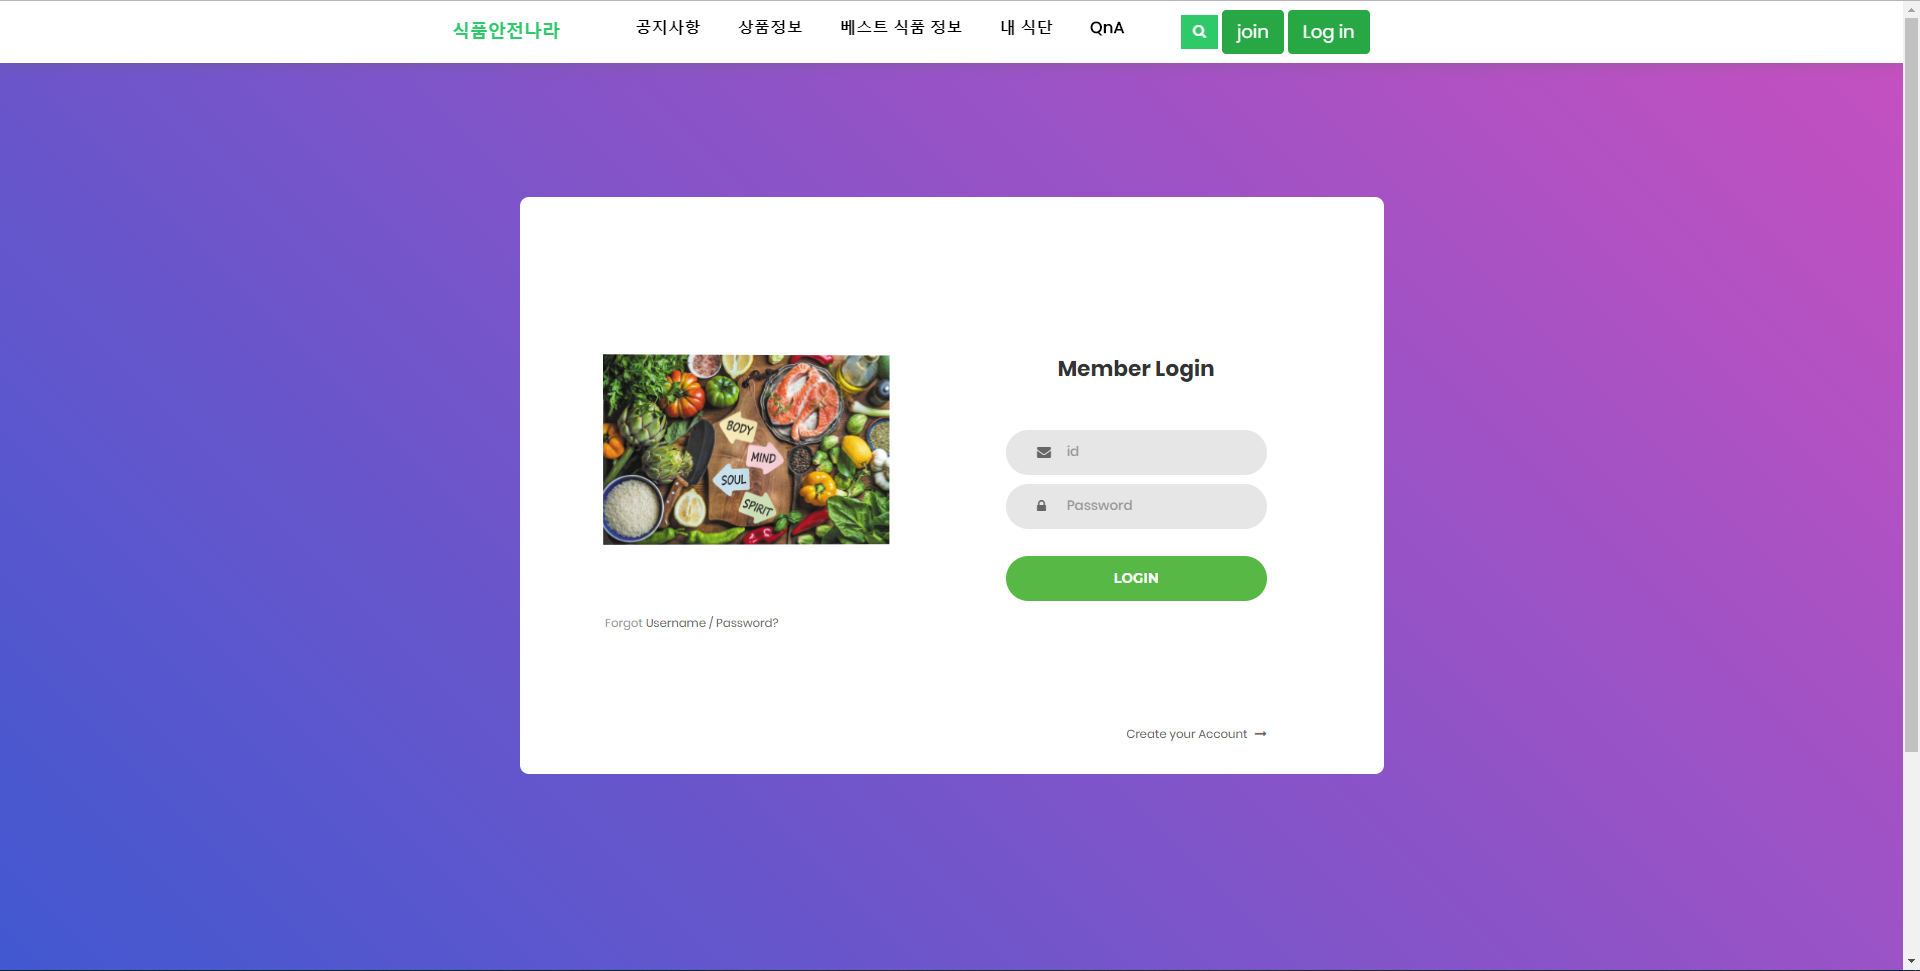 식품안전나라 공지사항 상품정보 베스트 식품 정보 내 식단 QnA join Log in
Member Login
BODY
MIND
SOUL
SPIRIT
id
Password
LOGIN
Forgot Username / Password?
Create your Account